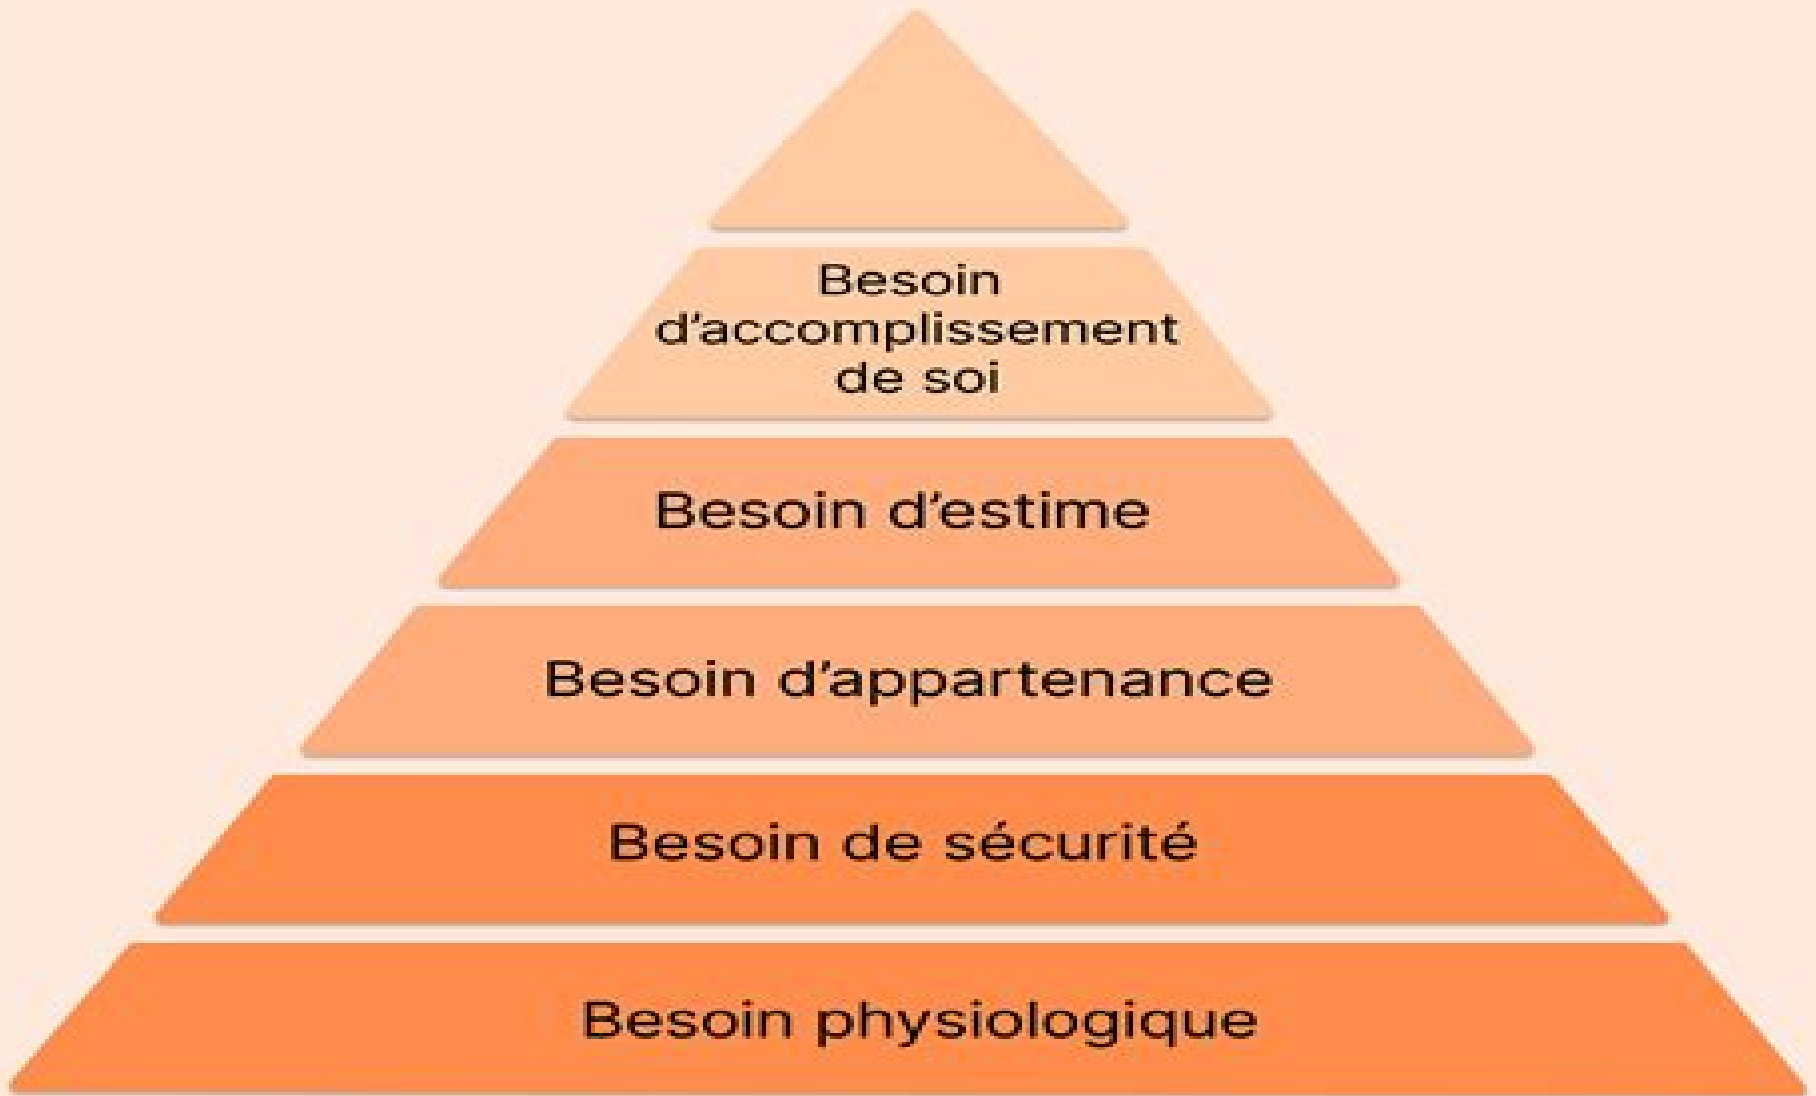 Besoin
d’accomplissement
de soi
Besoin d’estime
Besoin d’appartenance
Besoin de sécurité
Besoin physiologique